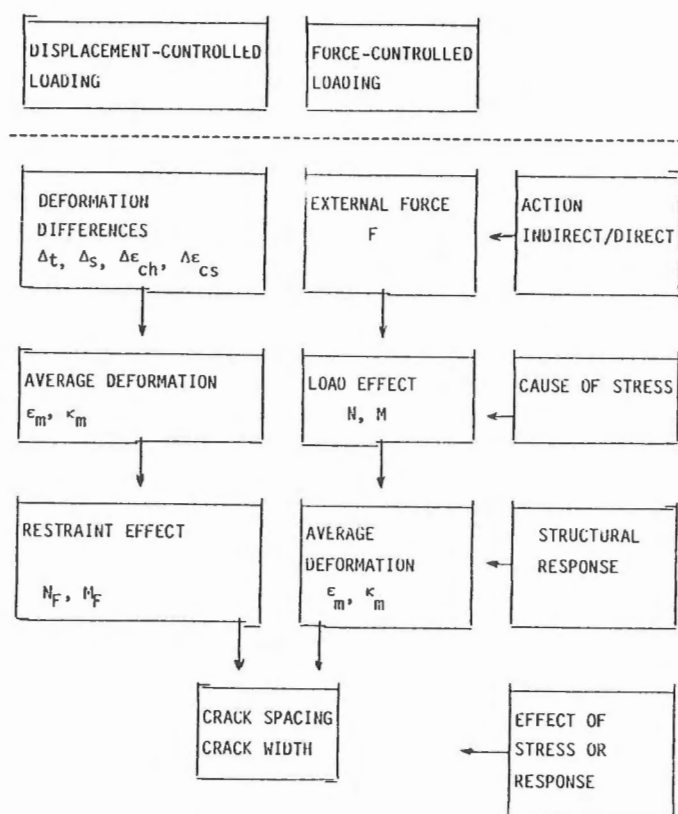 DISPLACEMENT-CONTROLLED
LOADING
FORCE-CONTROLLED
LOADING
DEFORMATION
DIFFERENCES
Δt, Δs, Δεch, Δεcs
EXTERNAL FORCE
F
ACTION
INDIRECT/DIRECT
AVERAGE DEFORMATION
εm, κm
LOAD EFFECT
N, M
CAUSE OF STRESS
RESTRAINT EFFECT
NF, MF
AVERAGE
DEFORMATION
εm, κm
STRUCTURAL
RESPONSE
CRACK SPACING
CRACK WIDTH
EFFECT OF
STRESS OR
RESPONSE